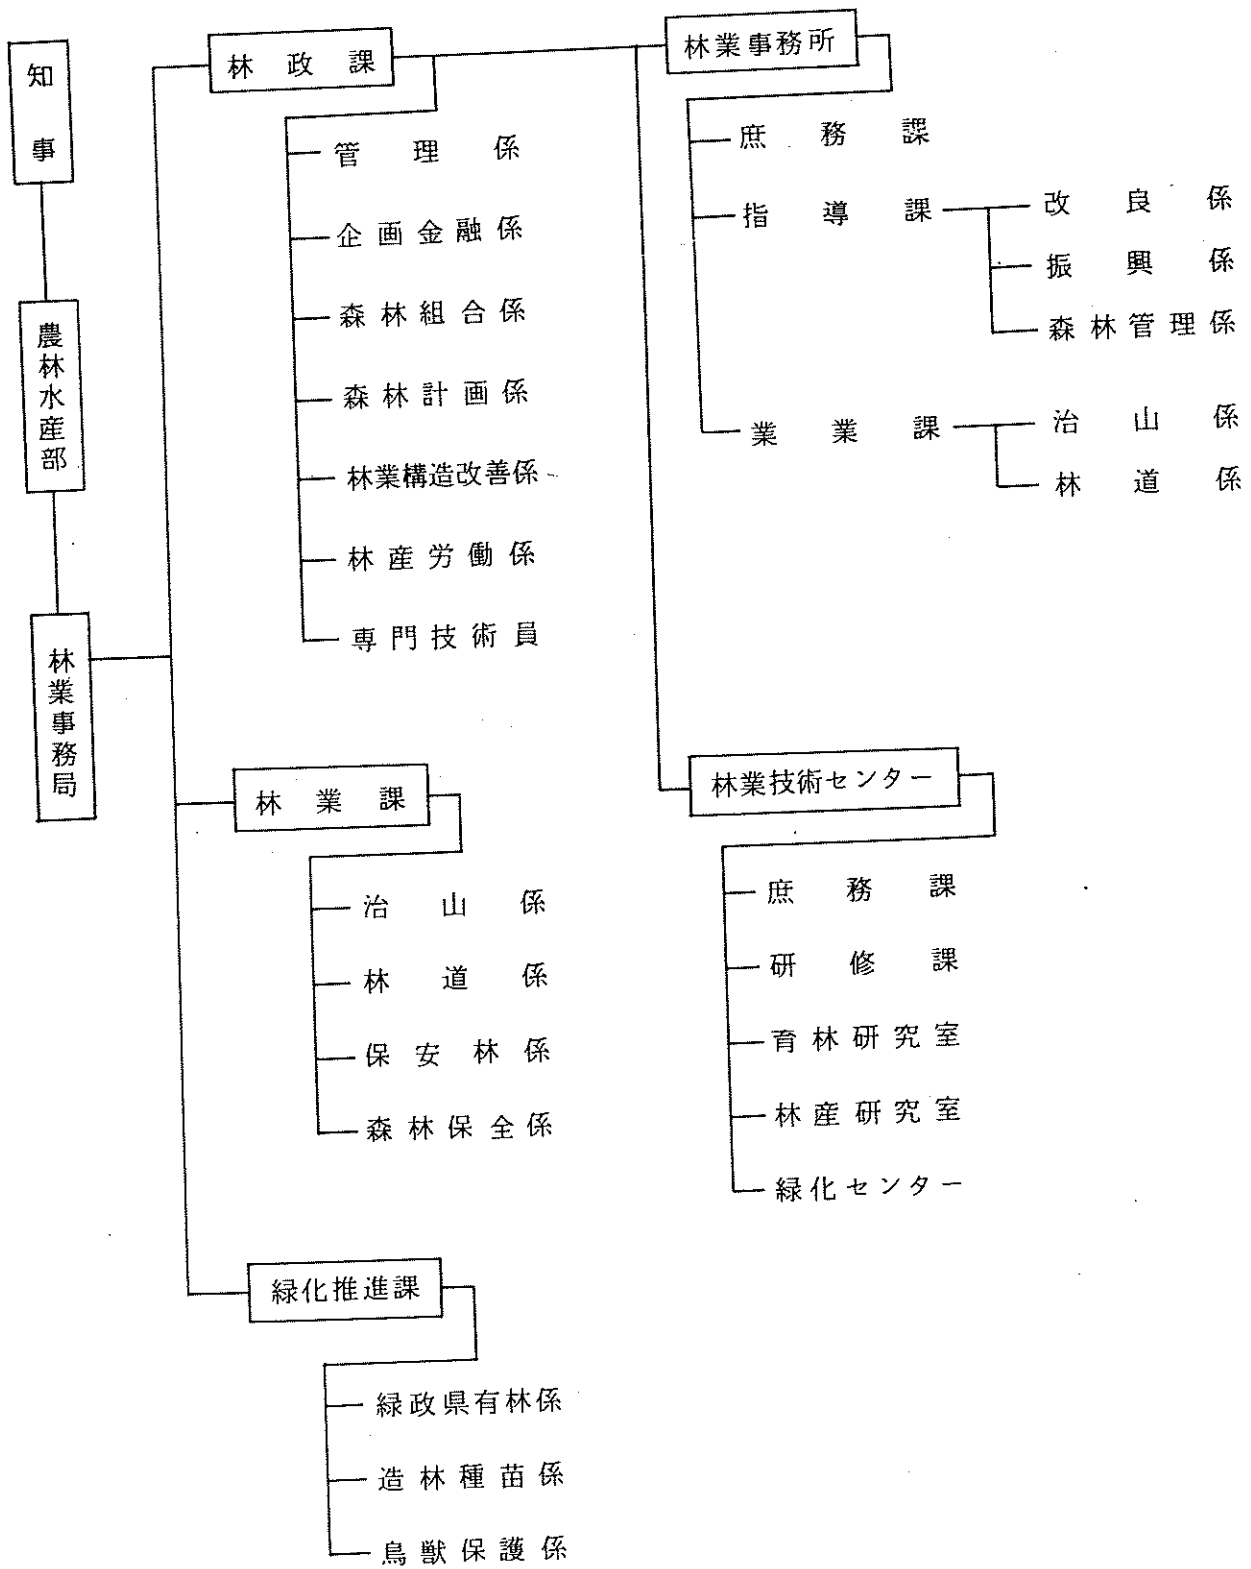 知事
農林水産部
林業事務局
林政課
管理係
企画金融係
森林組合係
森林計画係
林業構造改善係
林産労働係
専門技術員
林業課
治山係
林道係
保安林係
森林保全係
緑化推進課
緑政県有林係
造林種苗係
鳥獣保護係
林業事務所
庶務課
指導課
改良係
振興係
森林管理係
業業課
治山係
林道係
林業技術センター
庶務課
研修課
育林研究室
林産研究室
緑化センター